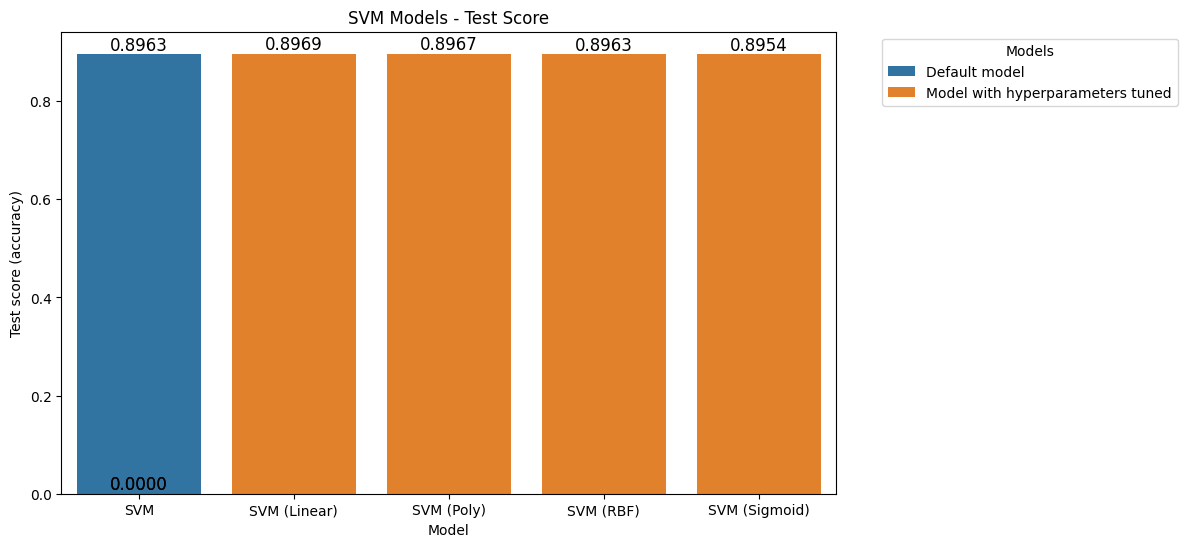 SVM Models - Test Score
0.8963
0.8969
0.8967
0.8963
0.8954
0.0000
Test score (accuracy)
0.8
0.6
0.4
0.2
0.0
SVM
SVM (Linear)
SVM (Poly)
SVM (RBF)
SVM (Sigmoid)
Model
Models
Default model
Model with hyperparameters tuned